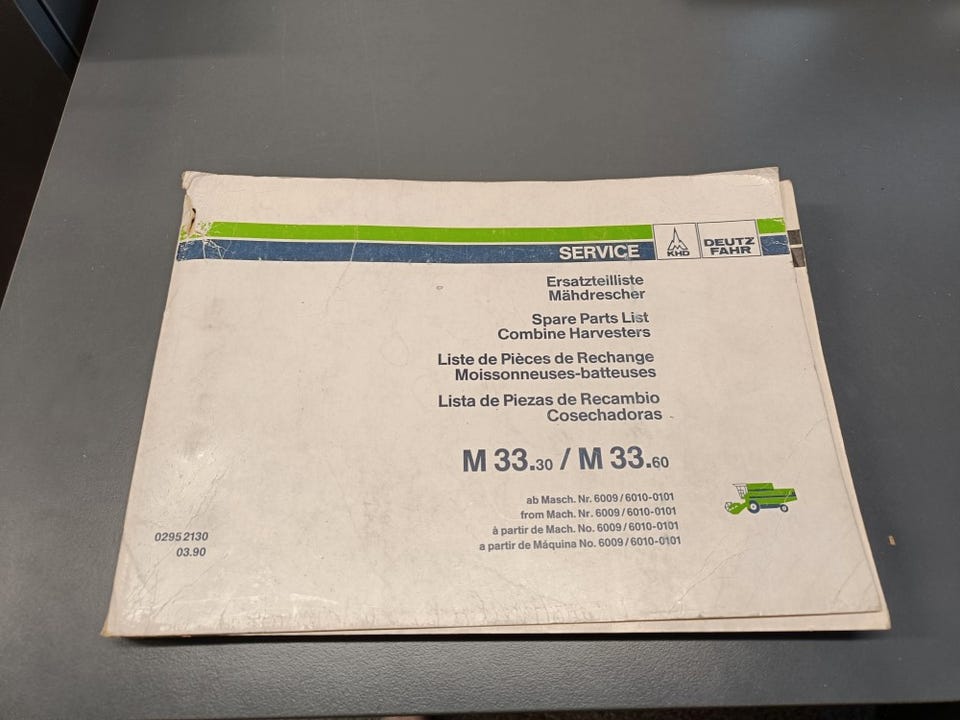 SERVICE
KHD
DEUTZ
FAHR
Ersatzteilliste
Mähdrescher
Spare Parts List
Combine Harvesters
Liste de Pièces de Rechange
Moissonneuses-batteuses
Lista de Piezas de Recambio
Cosechadoras
M 33.30 / M 33.60
ab Masch. Nr. 6009/6010-0101
from Mach. Nr. 6009/6010-0101
à partir de Mach. No. 6009/6010-0101
a partir de Máquina No. 6009/6010-0101
02952130
03.90